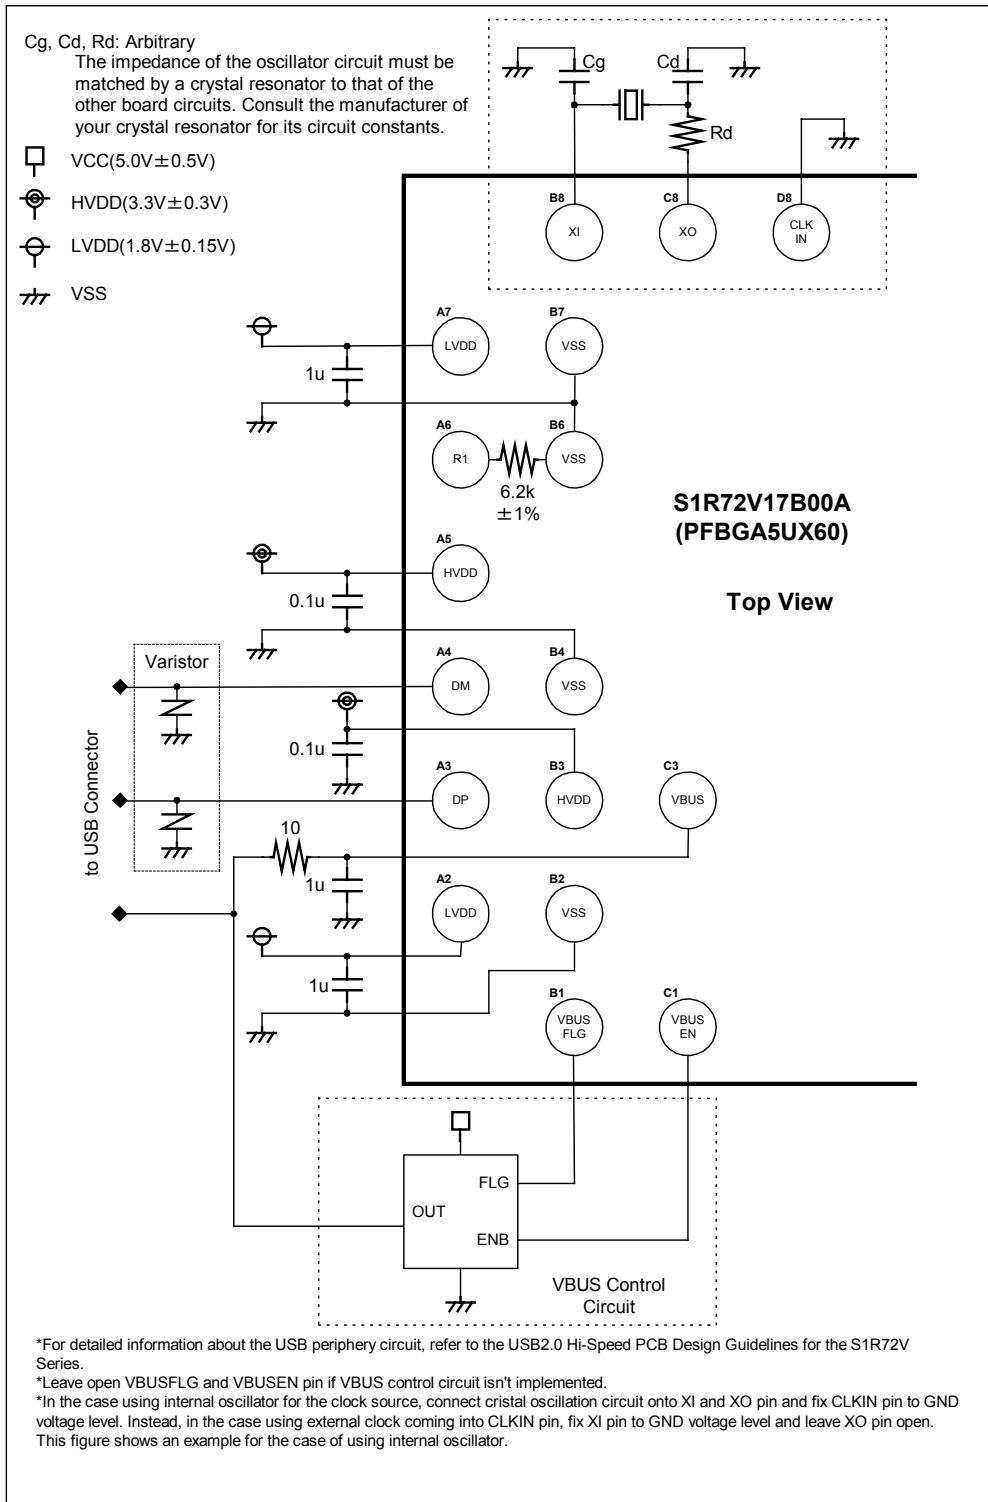 Cg, Cd, Rd: Arbitrary
The impedance of the oscillator circuit must be
matched by a crystal resonator to that of the
other board circuits. Consult the manufacturer of
your crystal resonator for its circuit constants.
VCC(5.0V±0.5V)
HVDD(3.3V±0.3V)
LVDD(1.8V±0.15V)
VSS
Cg
Cd
Rd
B8
C8
D8
XI
XO
CLK
IN
A7
B7
LVDD
VSS
1u
A6
B6
R1
VSS
6.2k
±1%
S1R72V17B00A
(PFBGA5UX60)
Top View
A5
HVDD
0.1u
Varistor
A4
B4
DM
VSS
to USB Connector
0.1u
A3
B3
C3
DP
HVDD
VBUS
10
1u
A2
B2
LVDD
VSS
1u
B1
C1
VBUS
FLG
VBUS
EN
FLG
OUT
ENB
VBUS Control
Circuit
*For detailed information about the USB periphery circuit, refer to the USB2.0 Hi-Speed PCB Design Guidelines for the S1R72V
Series.
*Leave open VBUSFLG and VBUSEN pin if VBUS control circuit isn't implemented.
*In the case using internal oscillator for the clock source, connect cristal oscillation circuit onto XI and XO pin and fix CLKIN pin to GND
voltage level. Instead, in the case using external clock coming into CLKIN pin, fix XI pin to GND voltage level and leave XO pin open.
This figure shows an example for the case of using internal oscillator.